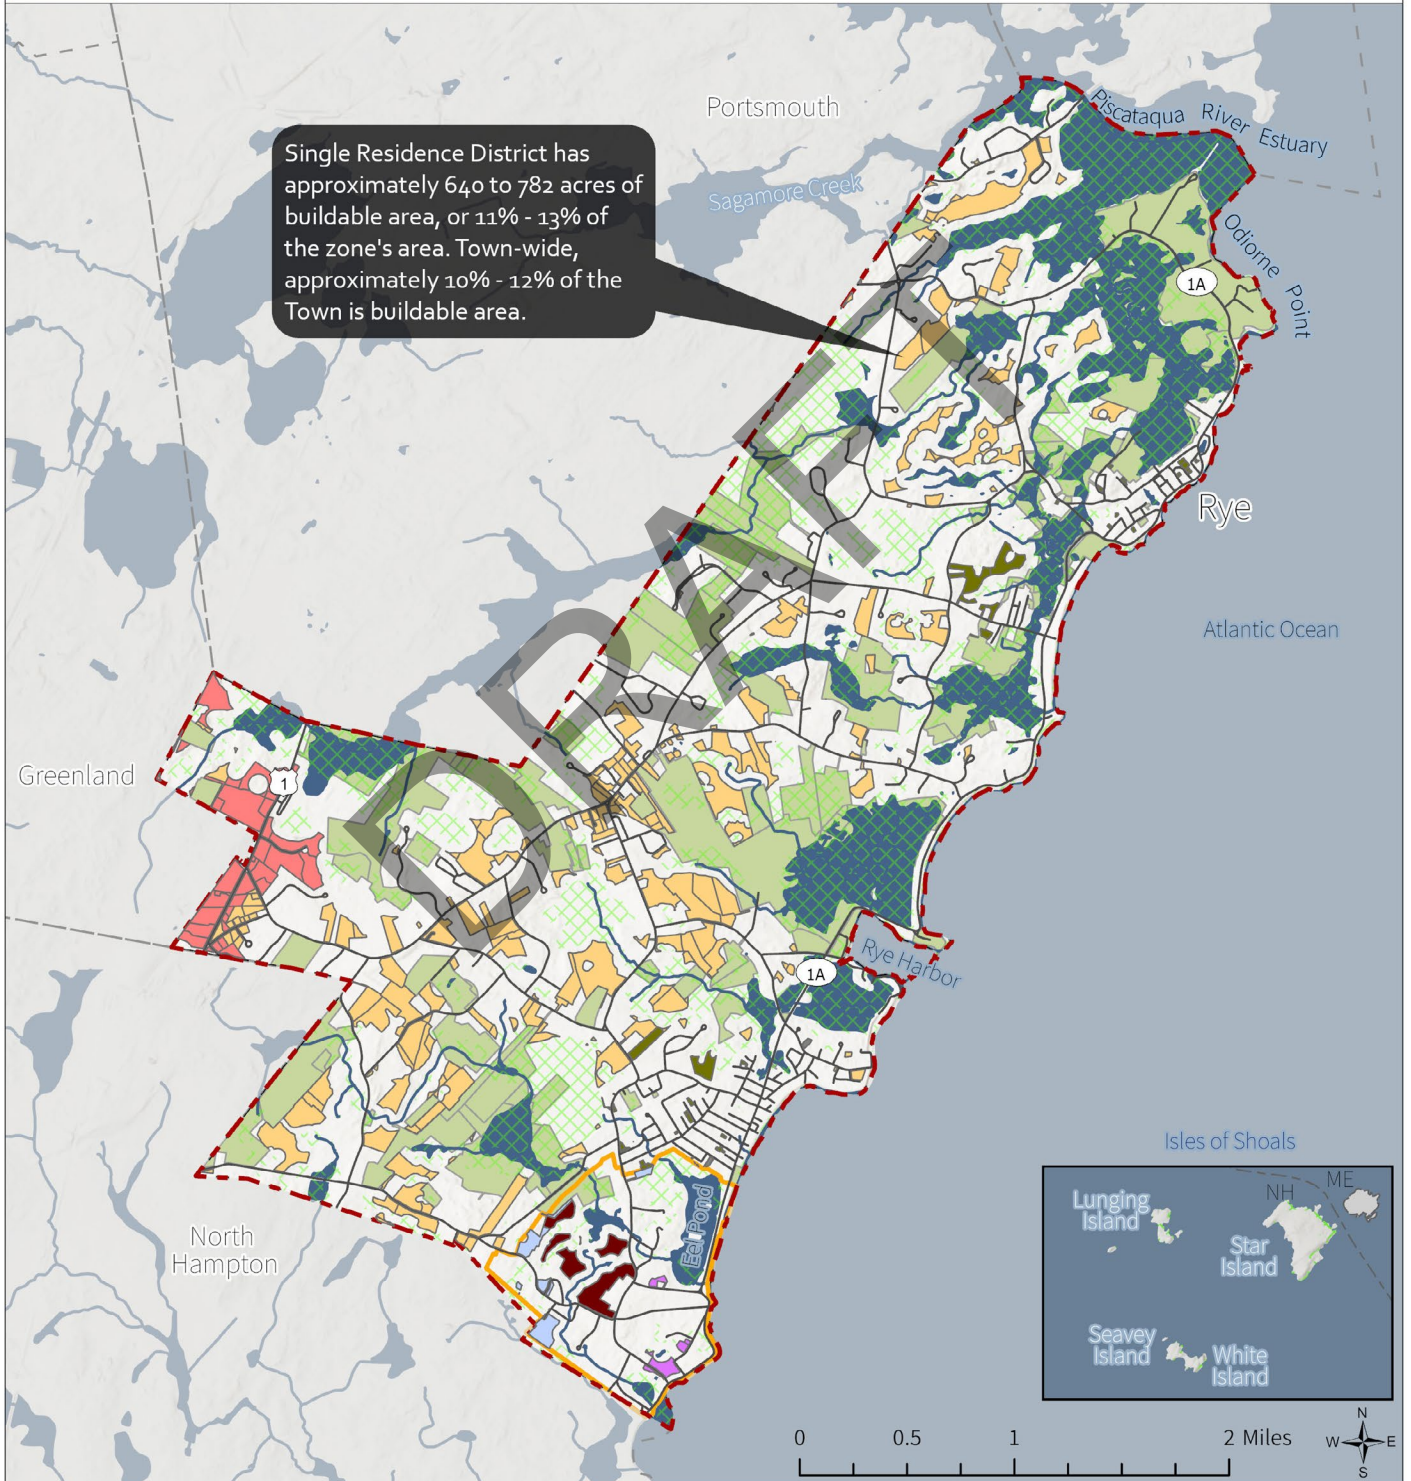 Portsmouth
Piscataqua River Estuary
Single Residence District has
approximately 640 to 782 acres of
buildable area, or 11% - 13% of
the zone's area. Town-wide,
approximately 10% - 12% of the
Town is buildable area.
Sagamore Creek
Odiorne Point
1A
Rye
DRAFT
Atlantic Ocean
Greenland
1
Rye Harbor
1A
Isles of Shoals
ME
NH
Lunging
Island
Star
Island
Eel Pond
North
Hampton
Seavey
Island
White
Island
0 0.5 1 2 Miles
N
W E
S